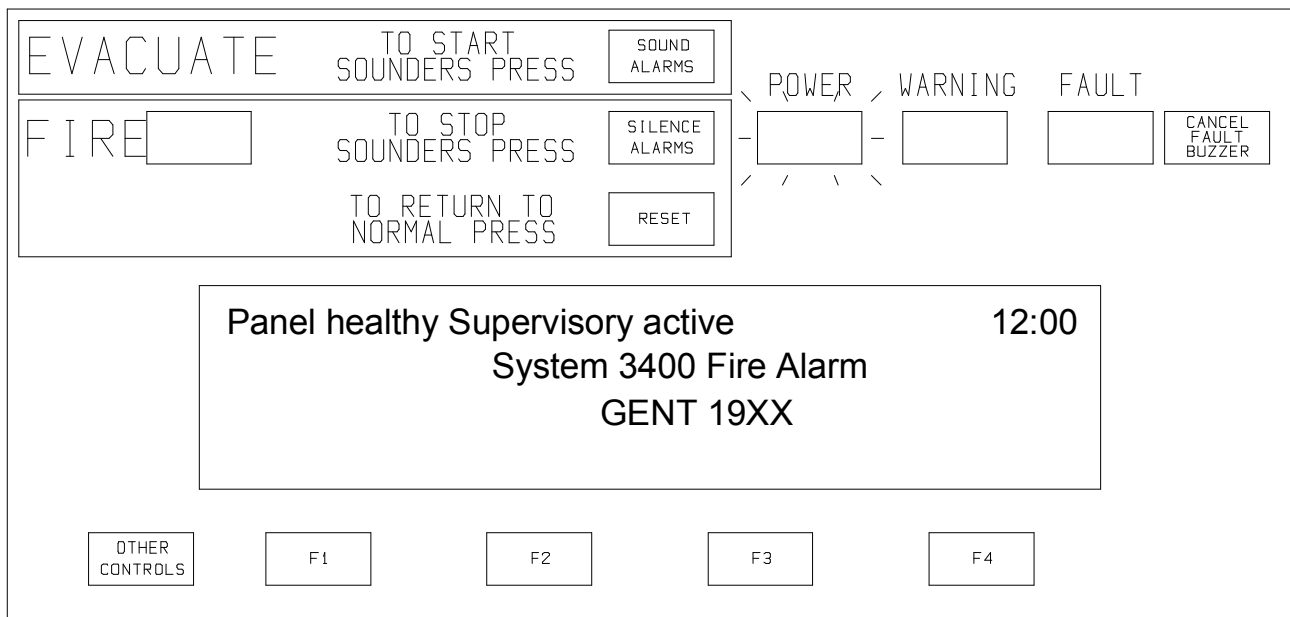 EVACUATE
TO START
SOUNDERS PRESS
SOUND
ALARMS
FIRE
TO STOP
SOUNDERS PRESS
SILENCE
ALARMS
TO RETURN TO
NORMAL PRESS
RESET
POWER
WARNING
FAULT
CANCEL
FAULT
BUZZER
Panel healthy Supervisory active 12:00
System 3400 Fire Alarm
GENT 19XX
OTHER
CONTROLS
F1
F2
F3
F4